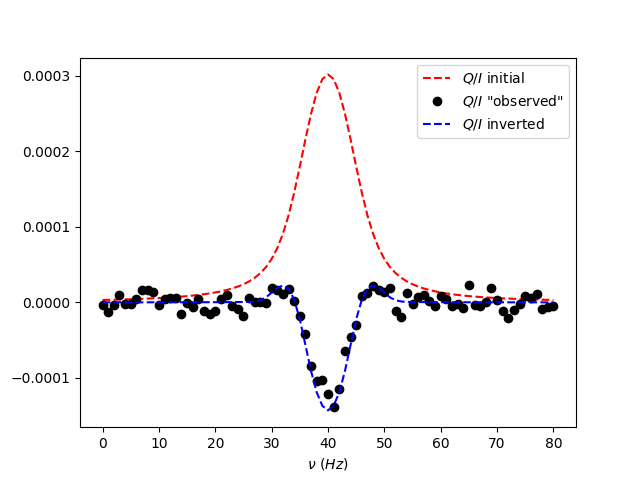 Q/I initial
Q/I "observed"
Q/I inverted
0.0003
0.0002
0.0001
0.0000
−0.0001
0 10 20 30 40 50 60 70 80
ν (Hz)